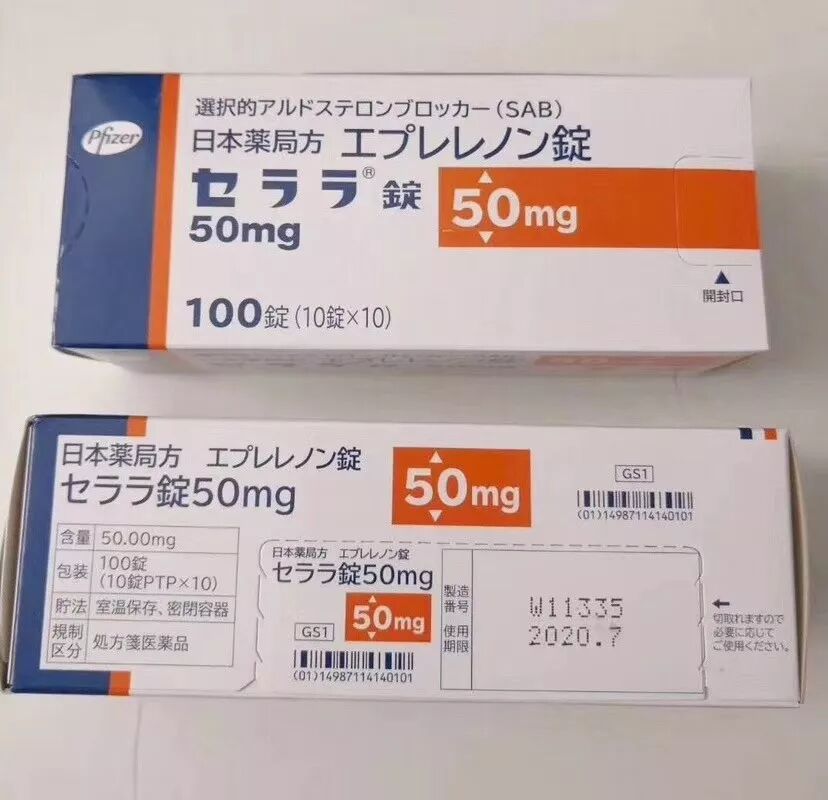 Pfizer
選択的アルドステロンブロッカー(SAB)
日本薬局方 エプレレノン錠
セララ®錠
50mg
50mg
100錠(10錠×10)
開封口
50mg
日本薬局方 エプレレノン錠
セララ錠50mg
50mg
GS1
(01)14987114140101
含量 50.00mg
包装 100錠
(10錠PTP×10)
貯法 室温保存、密閉容器
規制
区分 処方箋医薬品
日本薬局方 エプレレノン錠
セララ錠50mg
50mg
GS1
(01)14987114140101
製造
番号 W11335
使用
期限 2020.7
←
切取れますので
必要に応じて
ご使用ください。